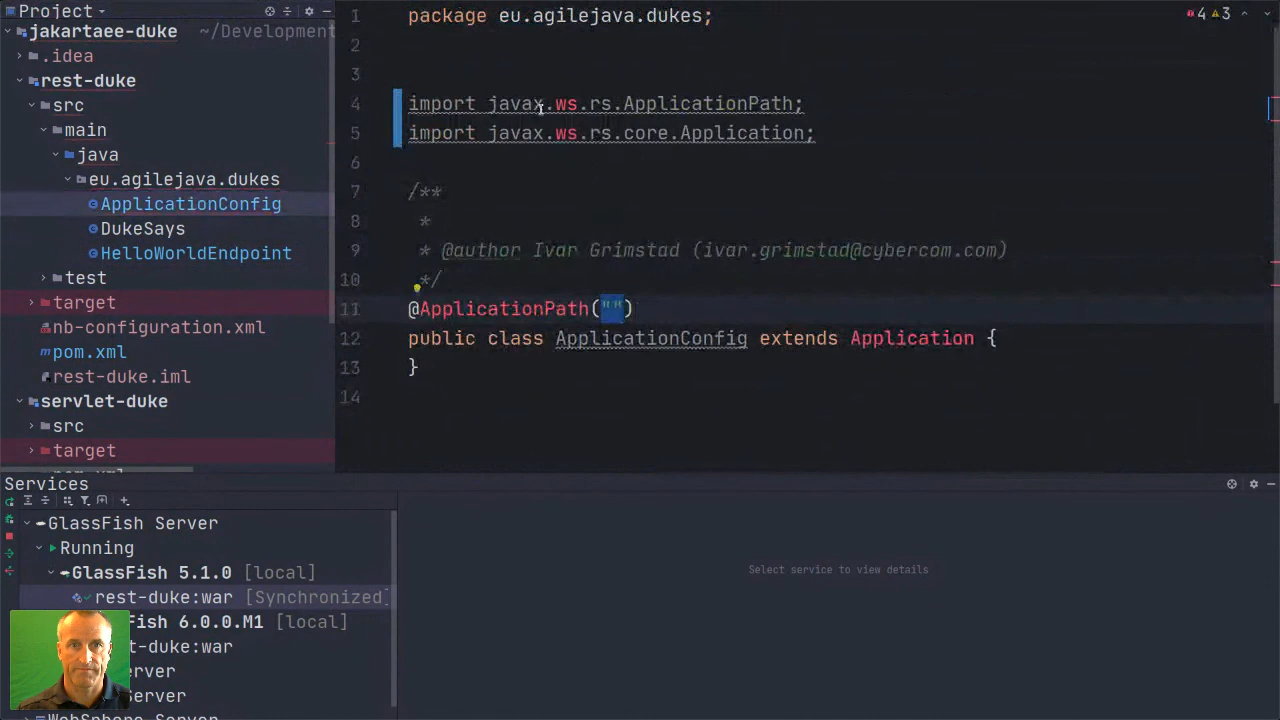 Project
jakartaee-duke ~/Development
.idea
rest-duke
src
main
java
eu.agilejava.dukes
ApplicationConfig
DukeSays
HelloWorldEndpoint
test
target
nb-configuration.xml
pom.xml
rest-duke.iml
servlet-duke
src
target
1 package eu.agilejava.dukes;
2
3
4 import javax.ws.rs.ApplicationPath;
5 import javax.ws.rs.core.Application;
6
7 /**
8 *
9 * @author Ivar Grimstad (ivar.grimstad@cybercom.com)
10 */
11 @ApplicationPath("")
12 public class ApplicationConfig extends Application {
13 }
14
4 3
Services
GlassFish Server
Running
GlassFish 5.1.0 [local]
rest-duke:war [Synchronized]
Fish 6.0.0.M1 [local]
t-duke:war
erver
Server
WebSphere Server
Select service to view details